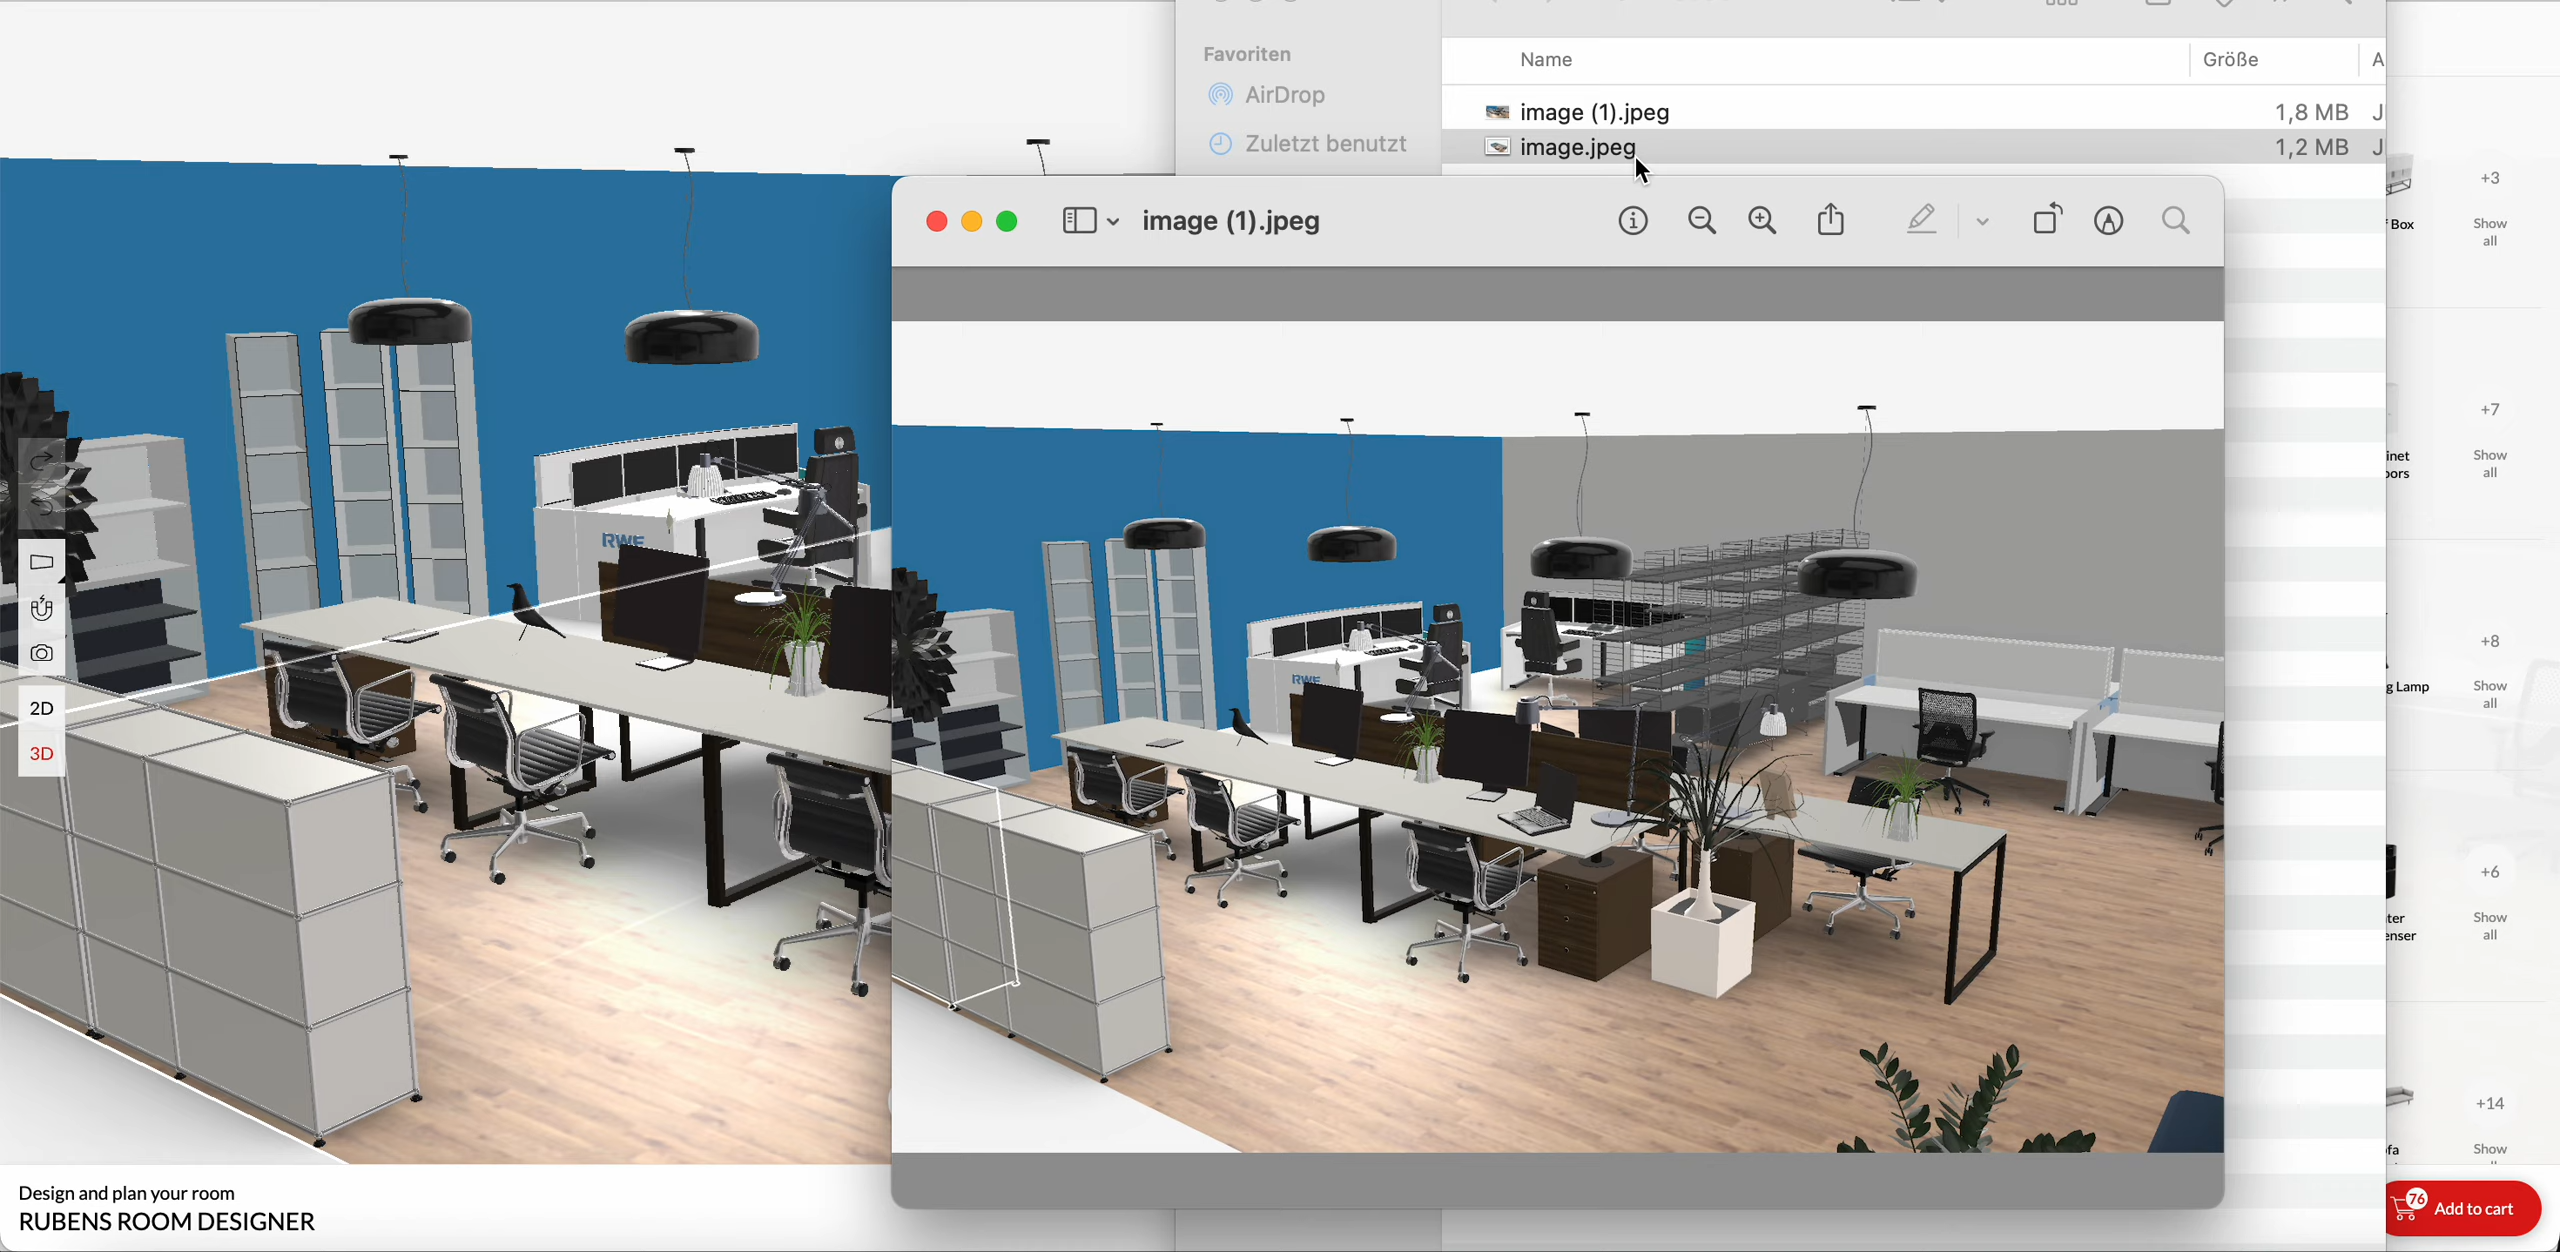 Favoriten
AirDrop
Zuletzt benutzt
Name
Größe
A
image (1).jpeg
1,8 MB
image.jpeg
1,2 MB
image (1).jpeg
RWE
RWE
2D
3D
+3
Box
Show
all
+7
Show
all
+8
Lamp
Show
all
+6
Show
all
+14
Show
Design and plan your room
RUBENS ROOM DESIGNER
76
Add to cart